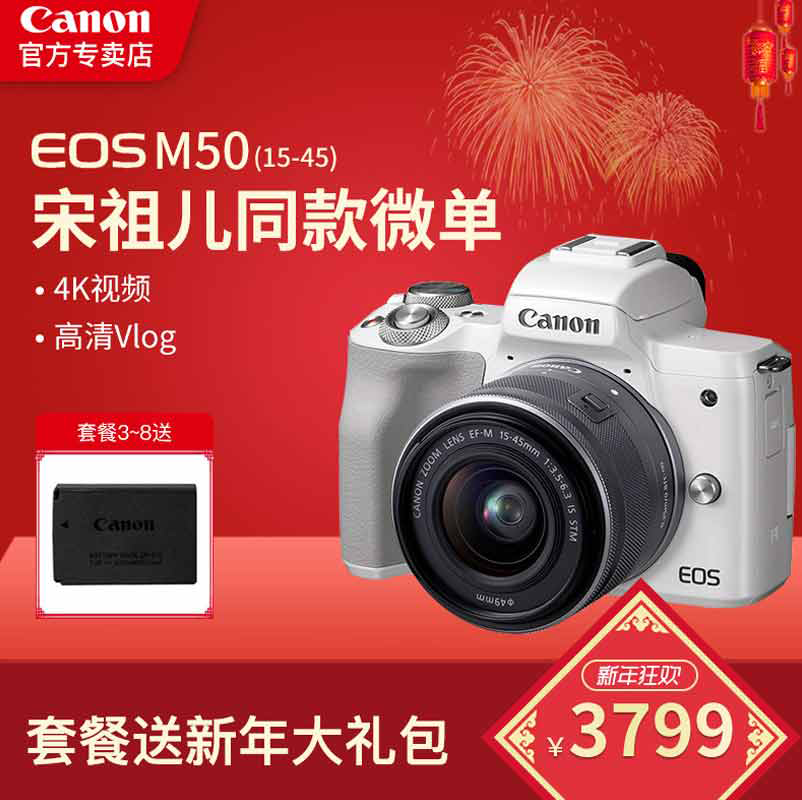 Canon
官方专卖店
EOS M50 (15-45)
宋祖儿同款微单
• 4K视频
• 高清Vlog
套餐3~8送
Canon
Canon
CANON ZOOM LENS EF-M 15-45mm 1:3.5-6.3 IS STM
Φ49mm
EOS
新年狂欢
¥3799
套餐送新年大礼包